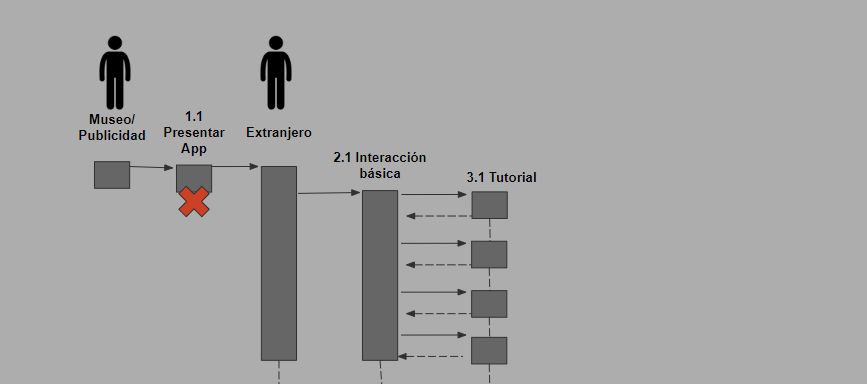 Museo/
Publicidad
1.1
Presentar
App
Extranjero
2.1 Interacción
básica
3.1 Tutorial